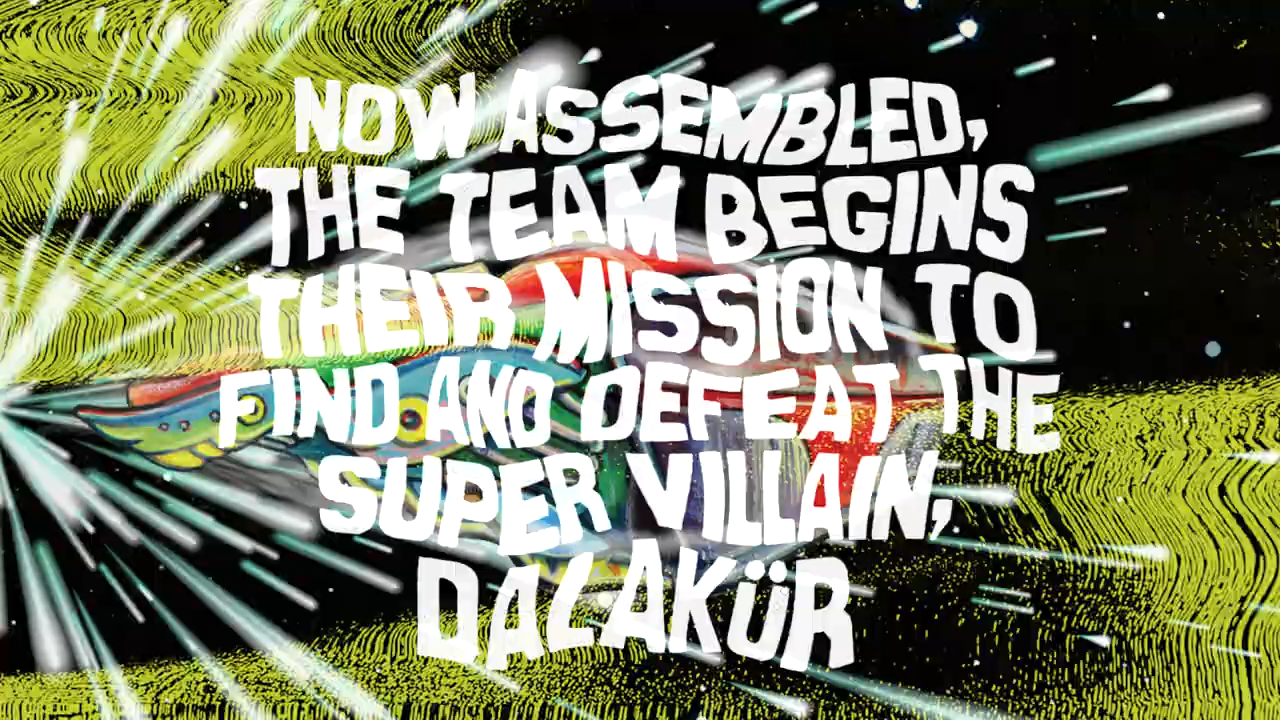 NOW ASSEMBLED,
THE TEAM BEGINS
THEIR MISSION TO
FIND AND DEFEAT THE
SUPER VILLAIN,
DALAKÜR